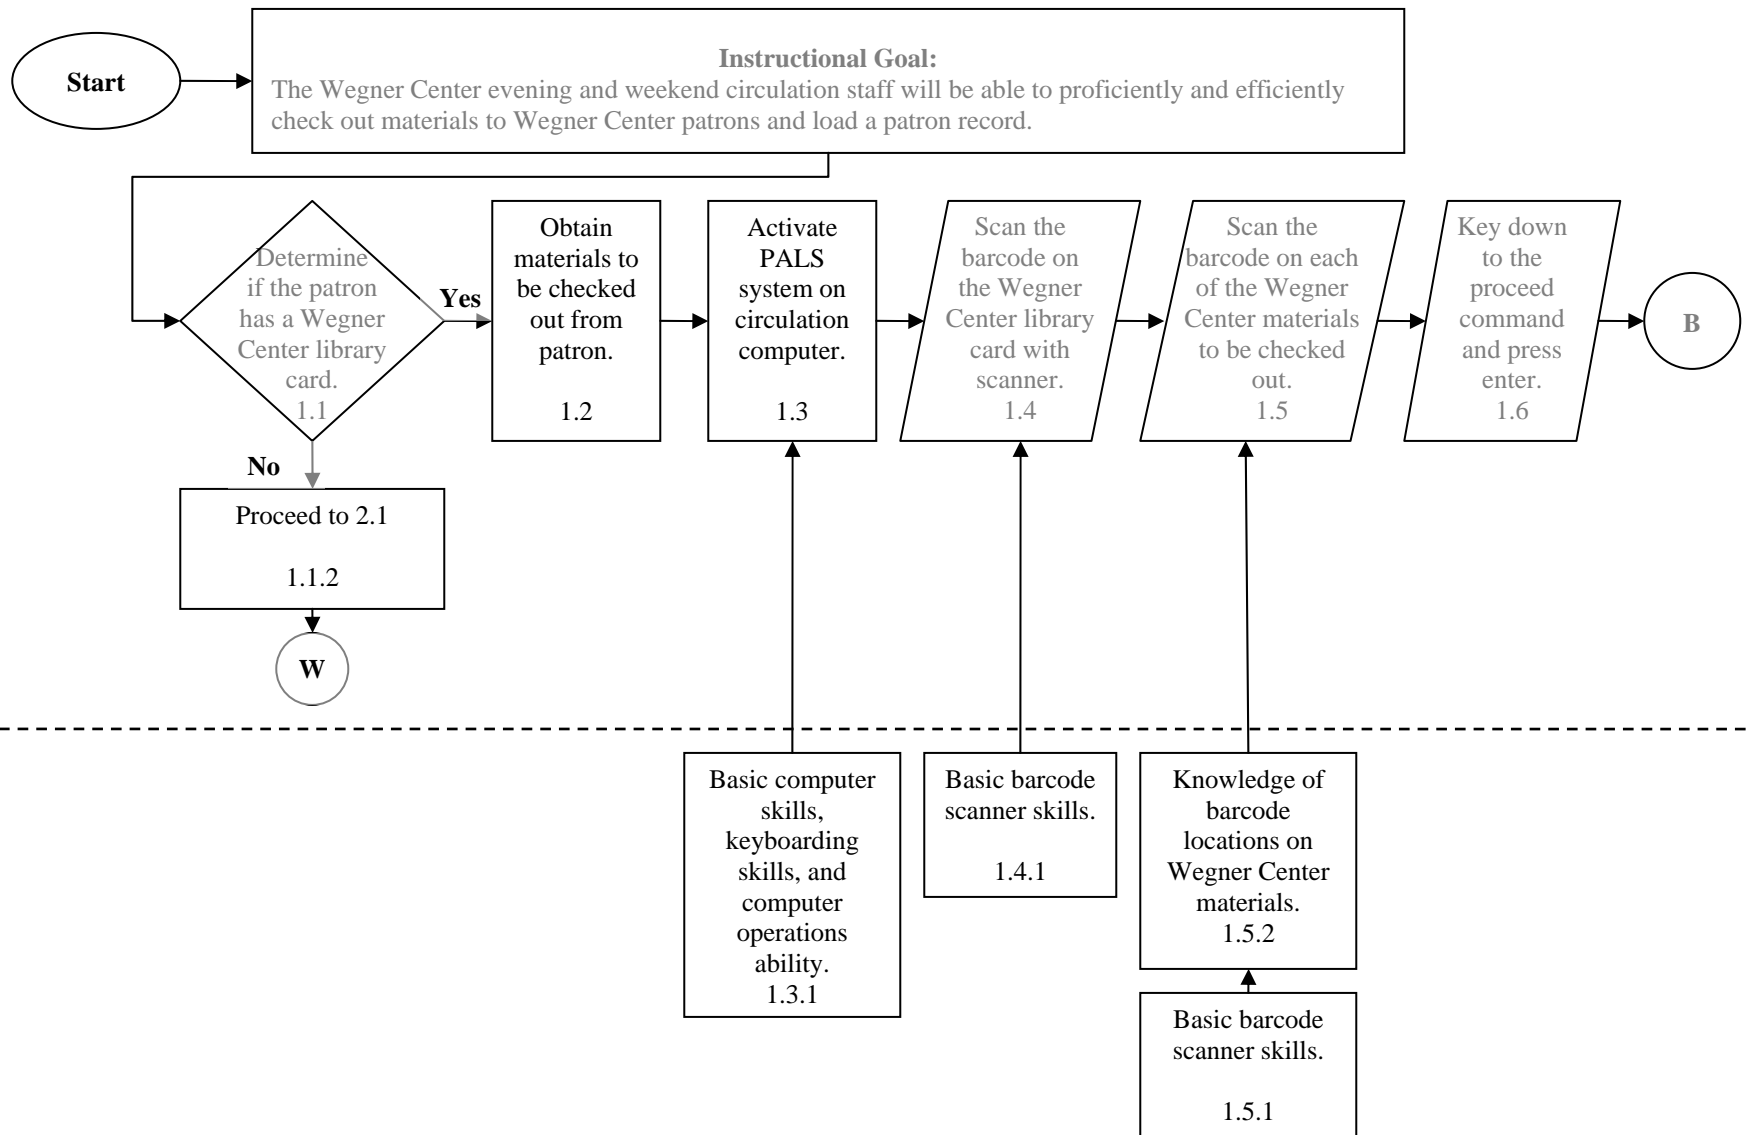 Start
Instructional Goal:
The Wegner Center evening and weekend circulation staff will be able to proficiently and efficiently
check out materials to Wegner Center patrons and load a patron record.
Determine
if the patron
has a Wegner
Center library
card.
1.1
Yes
No
Obtain
materials to
be checked
out from
patron.
1.2
Activate
PALS
system on
circulation
computer.
1.3
Scan the
barcode on
the Wegner
Center library
card with
scanner.
1.4
Scan the
barcode on each
of the Wegner
Center materials
to be checked
out.
1.5
Key down
to the
proceed
command
and press
enter.
1.6
B
Proceed to 2.1
1.1.2
W
Basic computer
skills,
keyboarding
skills, and
computer
operations
ability.
1.3.1
Basic barcode
scanner skills.
1.4.1
Knowledge of
barcode
locations on
Wegner Center
materials.
1.5.2
Basic barcode
scanner skills.
1.5.1